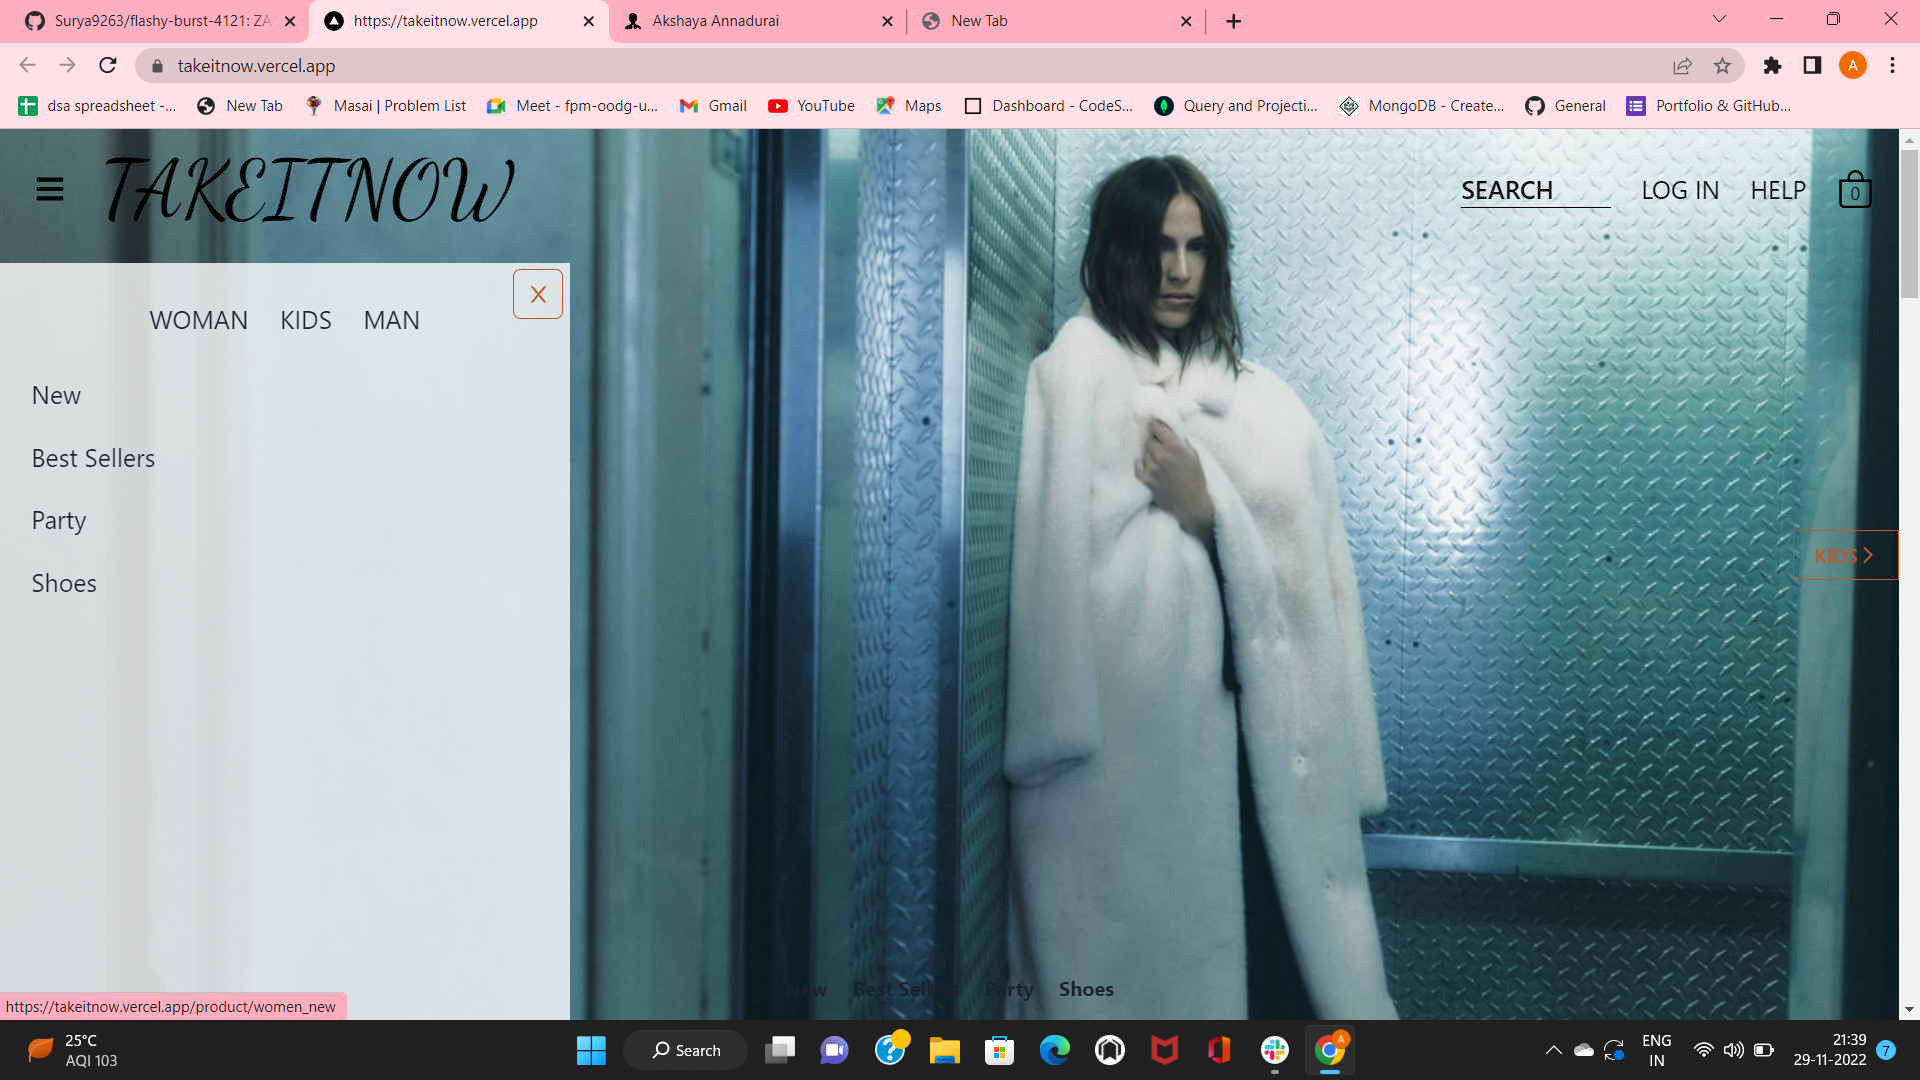 Surya9263/flashy-burst-4121: ZA
https://takeitnow.vercel.app
Akshaya Annadurai
New Tab
takeitnow.vercel.app
A
dsa spreadsheet -...
New Tab
Masai | Problem List
Meet - fpm-oodg-u...
Gmail
YouTube
Maps
Dashboard - CodeS...
Query and Projecti...
MongoDB - Create...
General
Portfolio & GitHub...
TAKEITNOW
SEARCH
LOG IN
HELP
0
X
WOMAN KIDS MAN
New
Best Sellers
Party
Shoes
KIDS >
New Best Sellers Party Shoes
https://takeitnow.vercel.app/product/women_new
25°C
AQI 103
Search
A
ENG
IN
21:39
29-11-2022
7